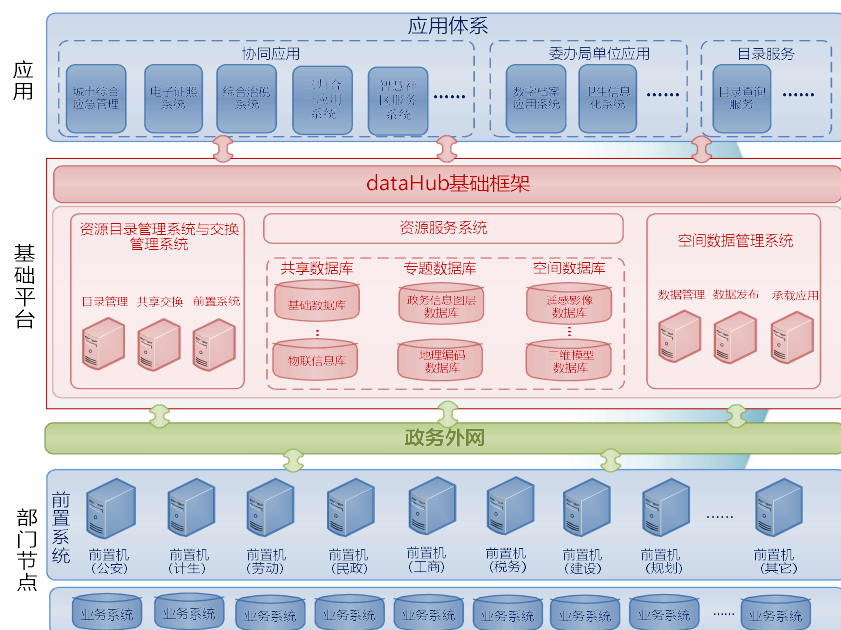 应用体系
应用
协同应用
委办局单位应用
目录服务
城市综合
应急管理
电子证照
系统
综合治税
系统
应用
系统
智慧社
区服务
系统
......
数字档案
应用系统
卫生信息
化系统
......
目录查询
服务
......
基础平台
dataHub基础框架
资源目录管理系统与交换
管理系统
目录管理 共享交换 前置系统
资源服务系统
共享数据库 专题数据库 空间数据库
基础数据库
政务信息图层
数据库
遥感影像
数据库
物联信息库
地理编码
数据库
三维模型
数据库
空间数据管理系统
数据管理 数据发布 承载应用
政务外网
部门节点
前置系统
前置机
(公安)
前置机
(计生)
前置机
(劳动)
前置机
(民政)
前置机
(工商)
前置机
(税务)
前置机
(建设)
前置机
(规划)
......
前置机
(其它)
业务系统 业务系统 业务系统 业务系统 业务系统 业务系统 业务系统 业务系统 ...... 业务系统